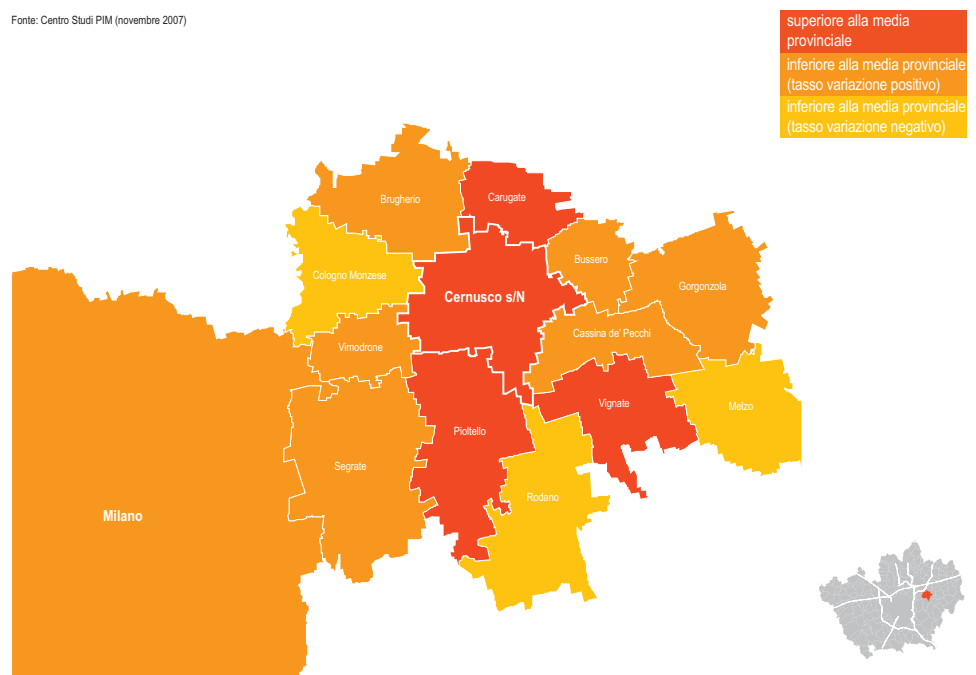 Fonte: Centro Studi PIM (novembre 2007)
superiore alla media
provinciale
inferiore alla media provinciale
(tasso variazione positivo)
inferiore alla media provinciale
(tasso variazione negativo)
Brugherio
Carugate
Bussero
Cologno Monzese
Gorgonzola
Cernusco s/N
Cassina de' Pecchi
Vimodrone
Vignate
Melzo
Pioltello
Segrate
Rodano
Milano